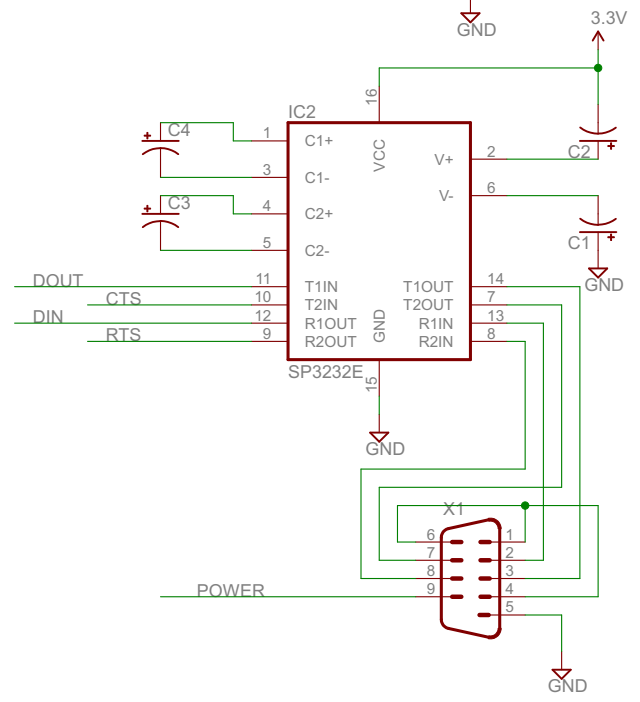 GND
3.3V
IC2
16
C4
1
C1+
VCC
V+
2
C2
3
C1-
V-
6
C3
4
C2+
5
C2-
C1
GND
DOUT
11
T1IN
T1OUT
14
CTS
10
T2IN
T2OUT
7
DIN
12
R1OUT
GND
R1IN
13
RTS
9
R2OUT
R2IN
8
SP3232E
15
GND
X1
6
1
7
2
8
3
POWER
9
4
5
GND